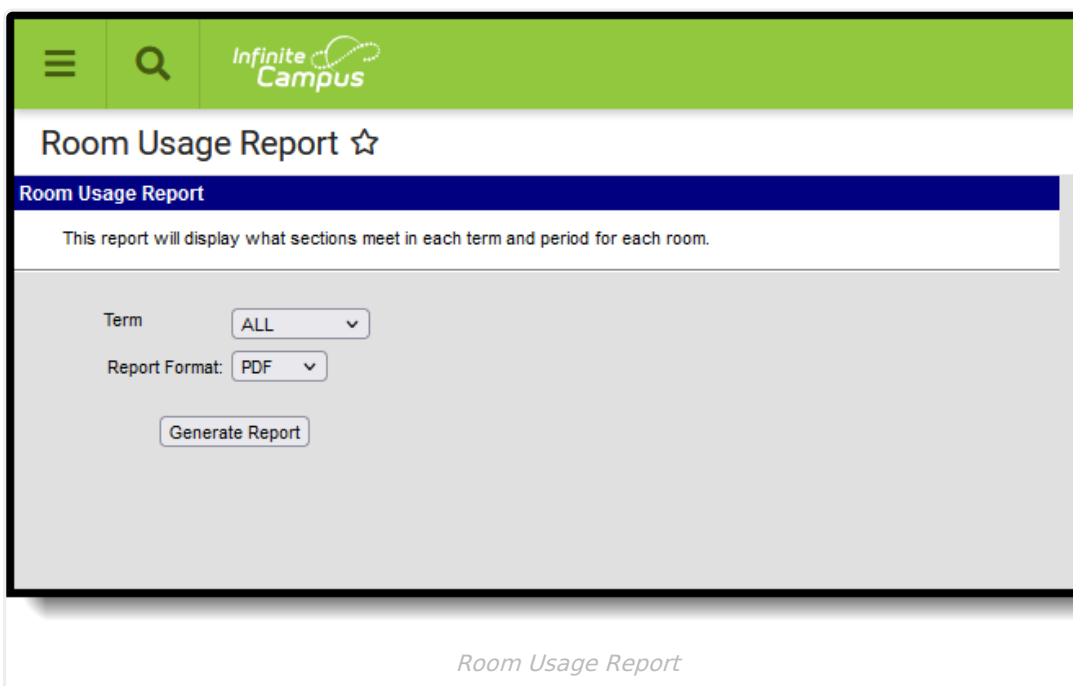 Infinite
Campus
Room Usage Report
Room Usage Report
This report will display what sections meet in each term and period for each room.
Term ALL
Report Format: PDF
Generate Report
Room Usage Report